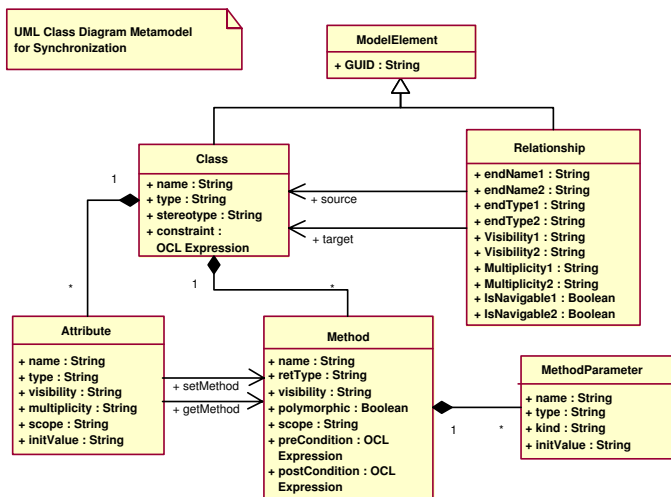 UML Class Diagram Metamodel
for Synchronization
ModelElement
+ GUID : String
Class
+ name : String
+ type : String
+ stereotype : String
+ constraint :
OCL Expression
Relationship
+ endName1 : String
+ endName2 : String
+ endType1 : String
+ endType2 : String
+ Visibility1 : String
+ Visibility2 : String
+ Multiplicity1 : String
+ Multiplicity2 : String
+ IsNavigable1 : Boolean
+ IsNavigable2 : Boolean
+ source
+ target
1
*
1
*
Attribute
+ name : String
+ type : String
+ visibility : String
+ multiplicity : String
+ scope : String
+ initValue : String
+ setMethod
+ getMethod
Method
+ name : String
+ retType : String
+ visibility : String
+ polymorphic : Boolean
+ scope : String
+ preCondition : OCL
Expression
+ postCondition : OCL
Expression
1
*
MethodParameter
+ name : String
+ type : String
+ kind : String
+ initValue : String